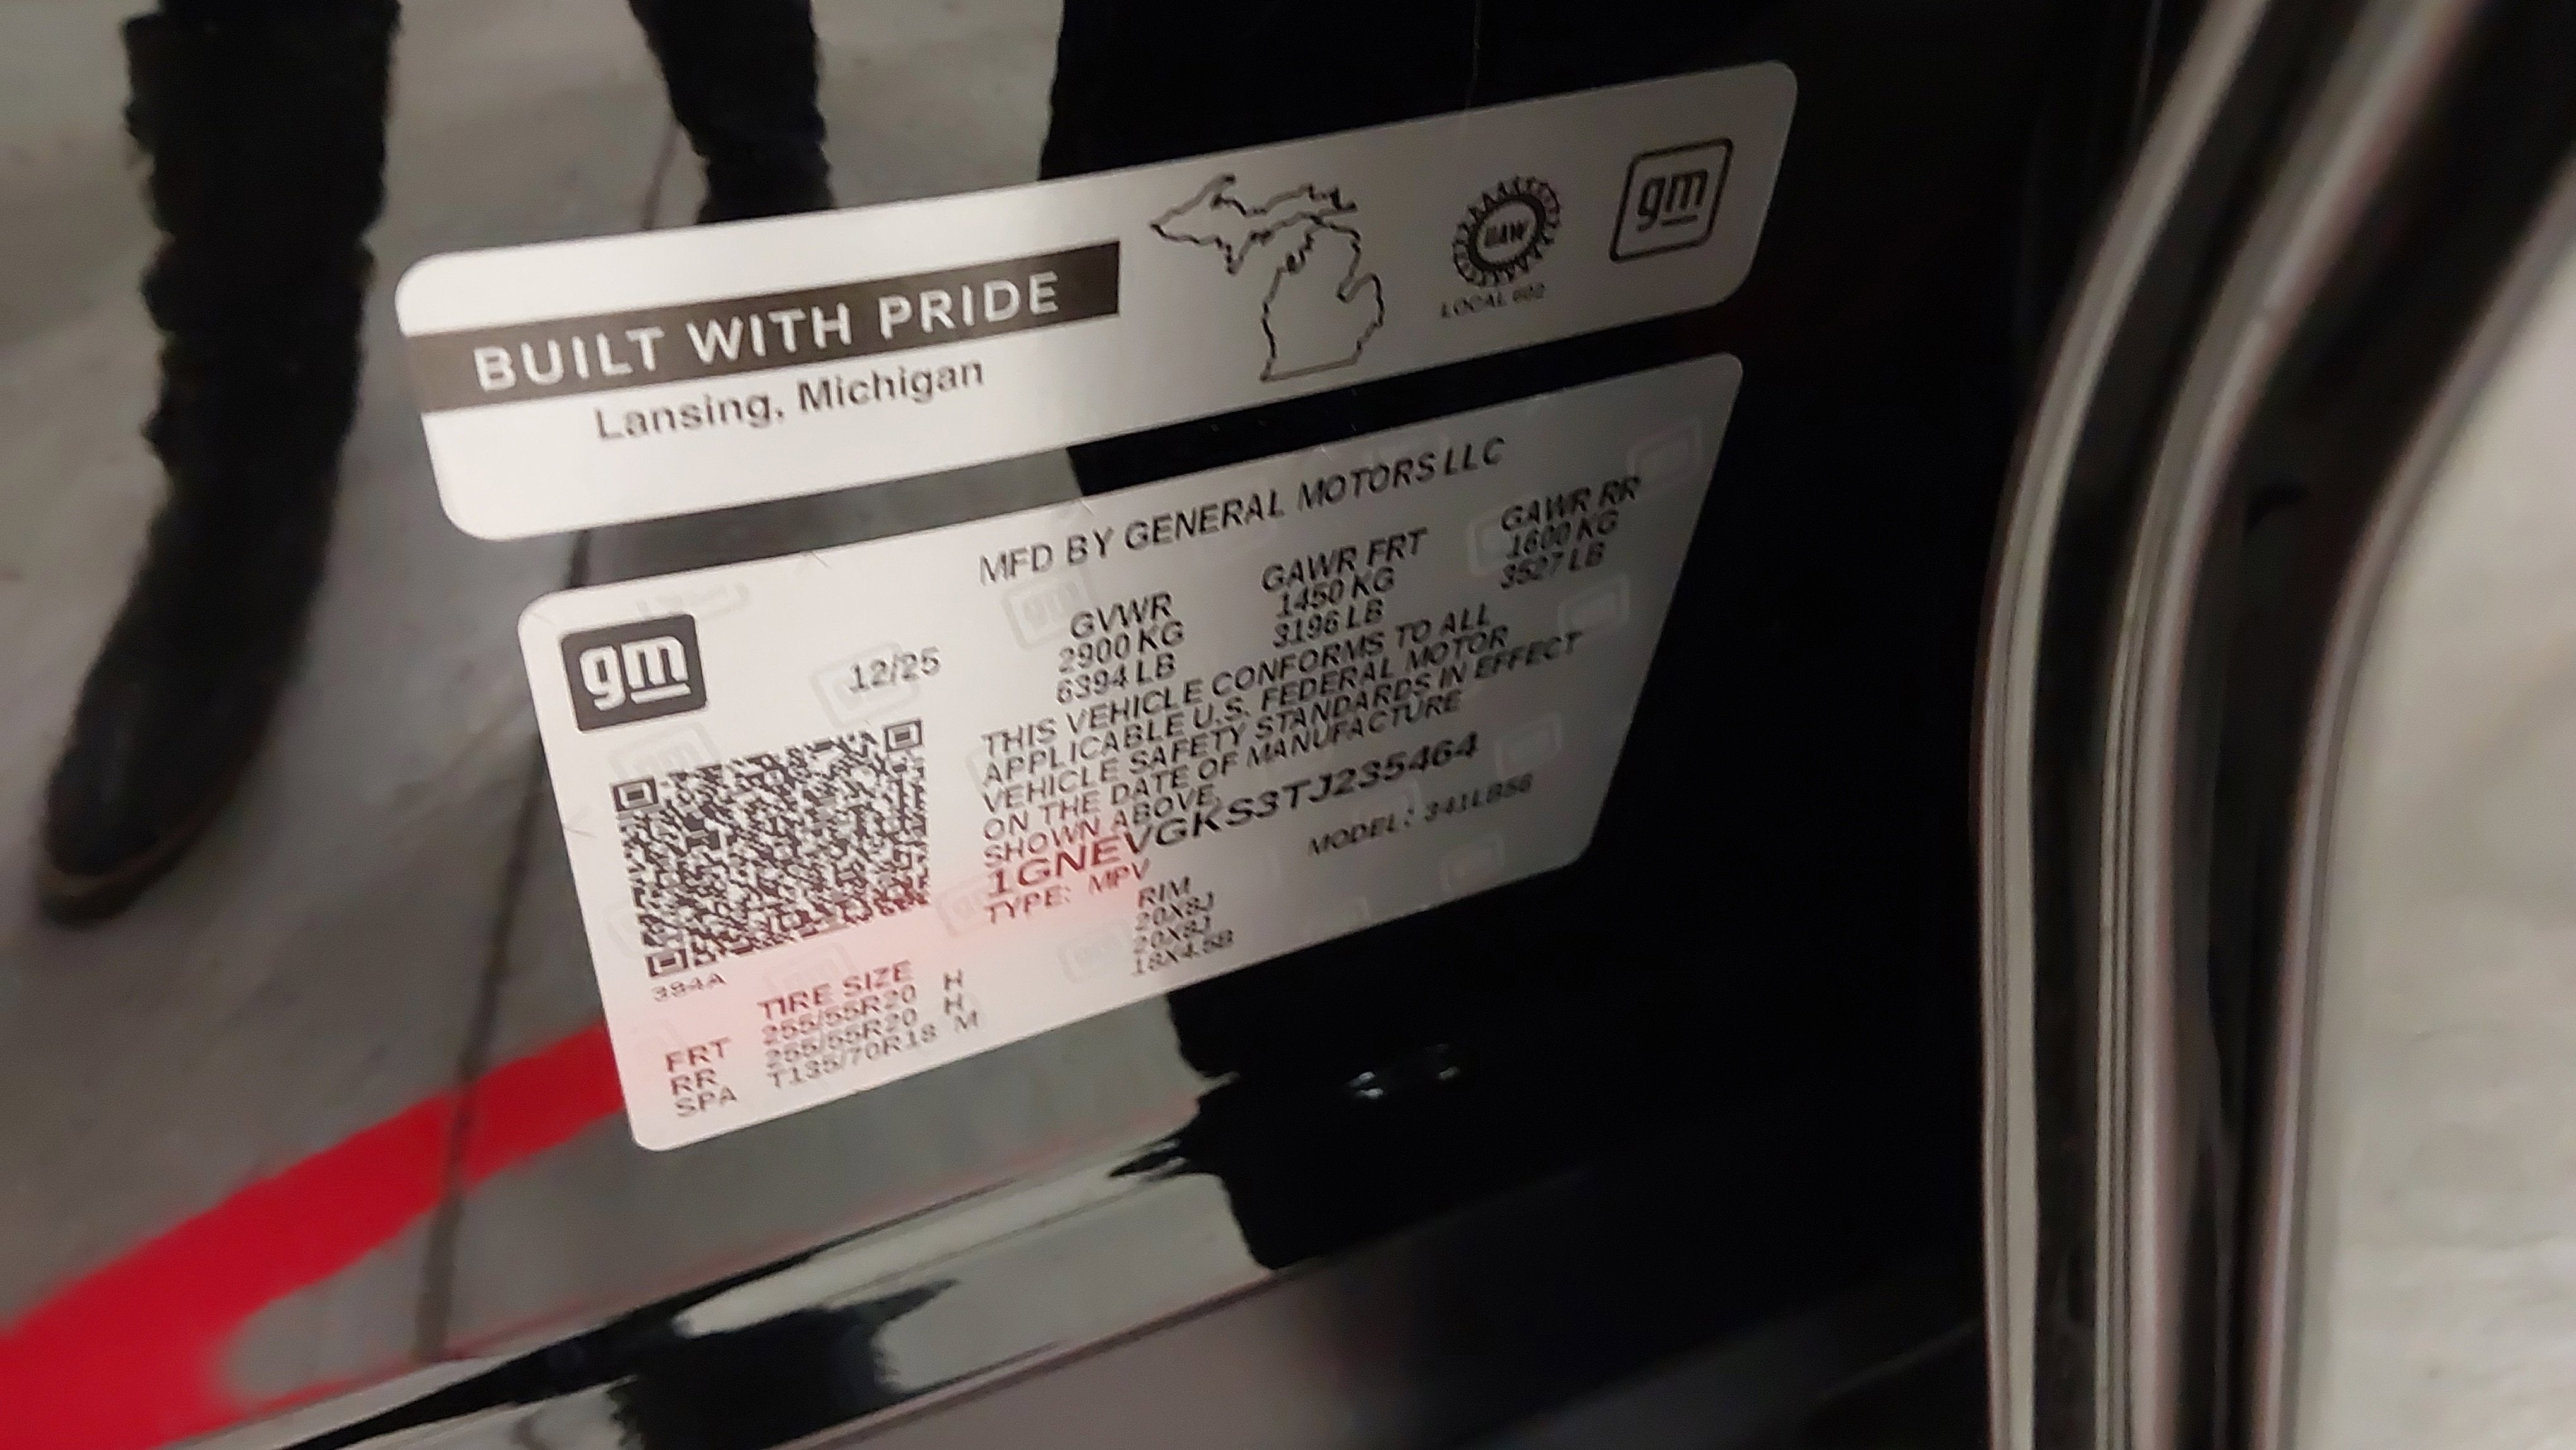 BUILT WITH PRIDE
Lansing, Michigan
UAW
LOCAL 602
gm
MFD BY GENERAL MOTORS LLC
gm
12/25
GVWR GAWR FRT GAWR RR
2900 KG 1450 KG 1600 KG
6394 LB 3196 LB 3527 LB
THIS VEHICLE CONFORMS TO ALL
APPLICABLE U.S. FEDERAL MOTOR
VEHICLE SAFETY STANDARDS IN EFFECT
ON THE DATE OF MANUFACTURE
SHOWN ABOVE
1GNEVGKS3TJ235464
TYPE: MPV MODEL:
394A
TIRE SIZE RIM
FRT 255/55R20 H 20X8J
RR 255/55R20 H 20X8J
SPA T135/70R18 M 18X4.5B